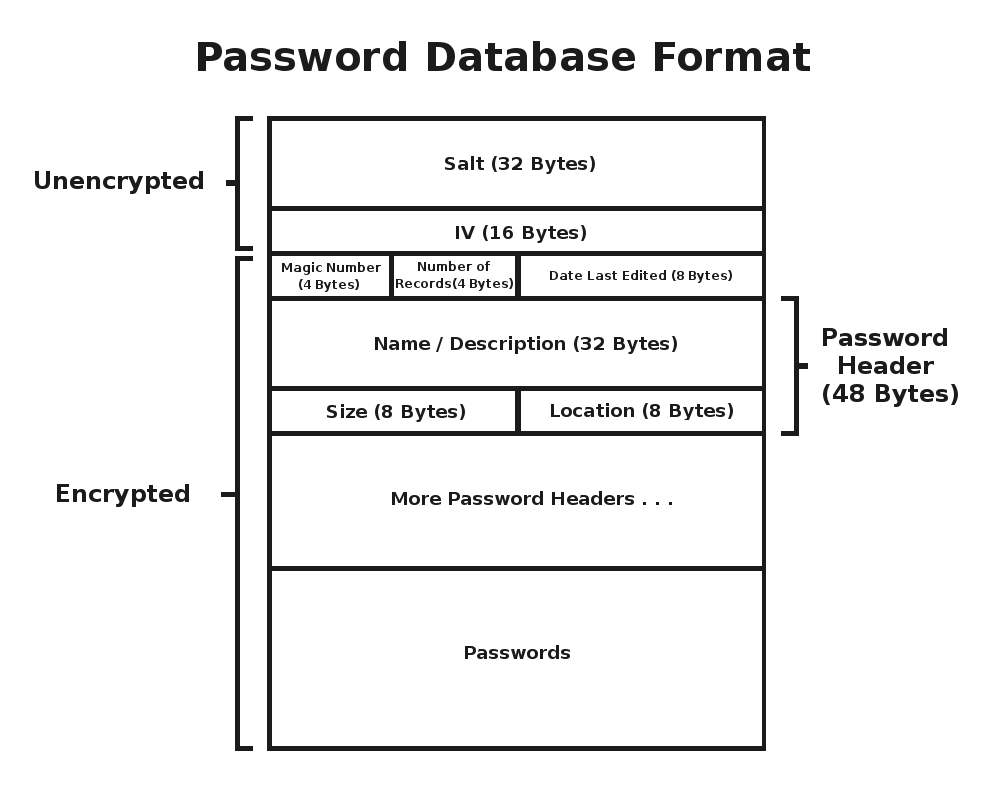 Password Database Format
Unencrypted
Salt (32 Bytes)
IV (16 Bytes)
Magic Number
(4 Bytes)
Number of
Records(4 Bytes)
Date Last Edited (8 Bytes)
Name / Description (32 Bytes)
Size (8 Bytes)
Location (8 Bytes)
Password
Header
(48 Bytes)
Encrypted
More Password Headers . . .
Passwords